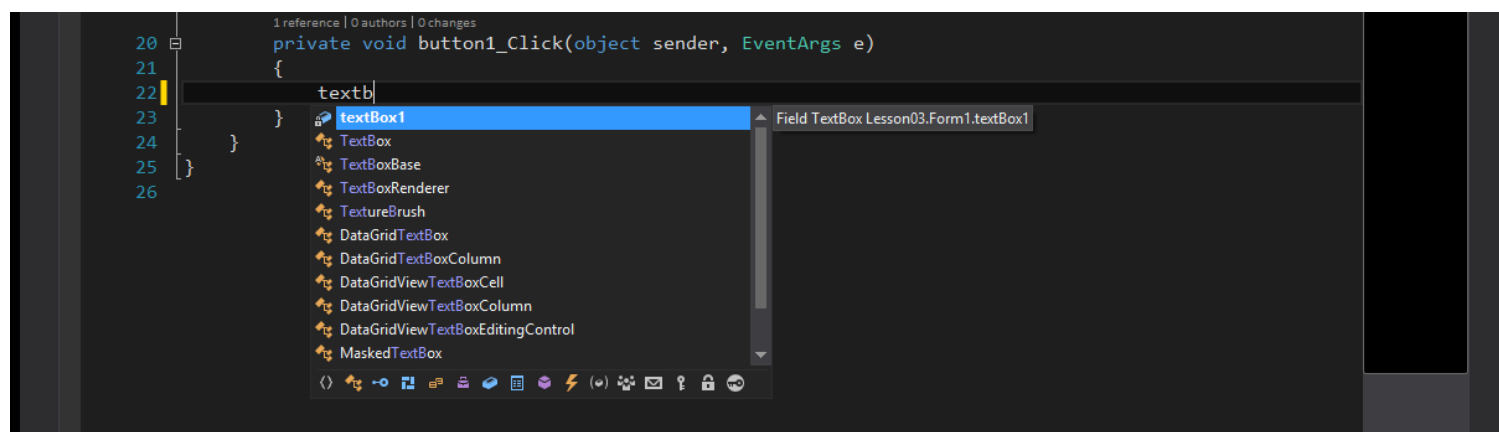 1 reference | 0 authors | 0 changes
20 private void button1_Click(object sender, EventArgs e)
21 {
22 textb
23 }
textBox1
Field TextBox Lesson03.Form1.textBox1
24 }
TextBox
25 }
TextBoxBase
26
TextBoxRenderer
TextureBrush
DataGridTextBox
DataGridTextBoxColumn
DataGridViewTextBoxCell
DataGridViewTextBoxColumn
DataGridViewTextBoxEditingControl
MaskedTextBox